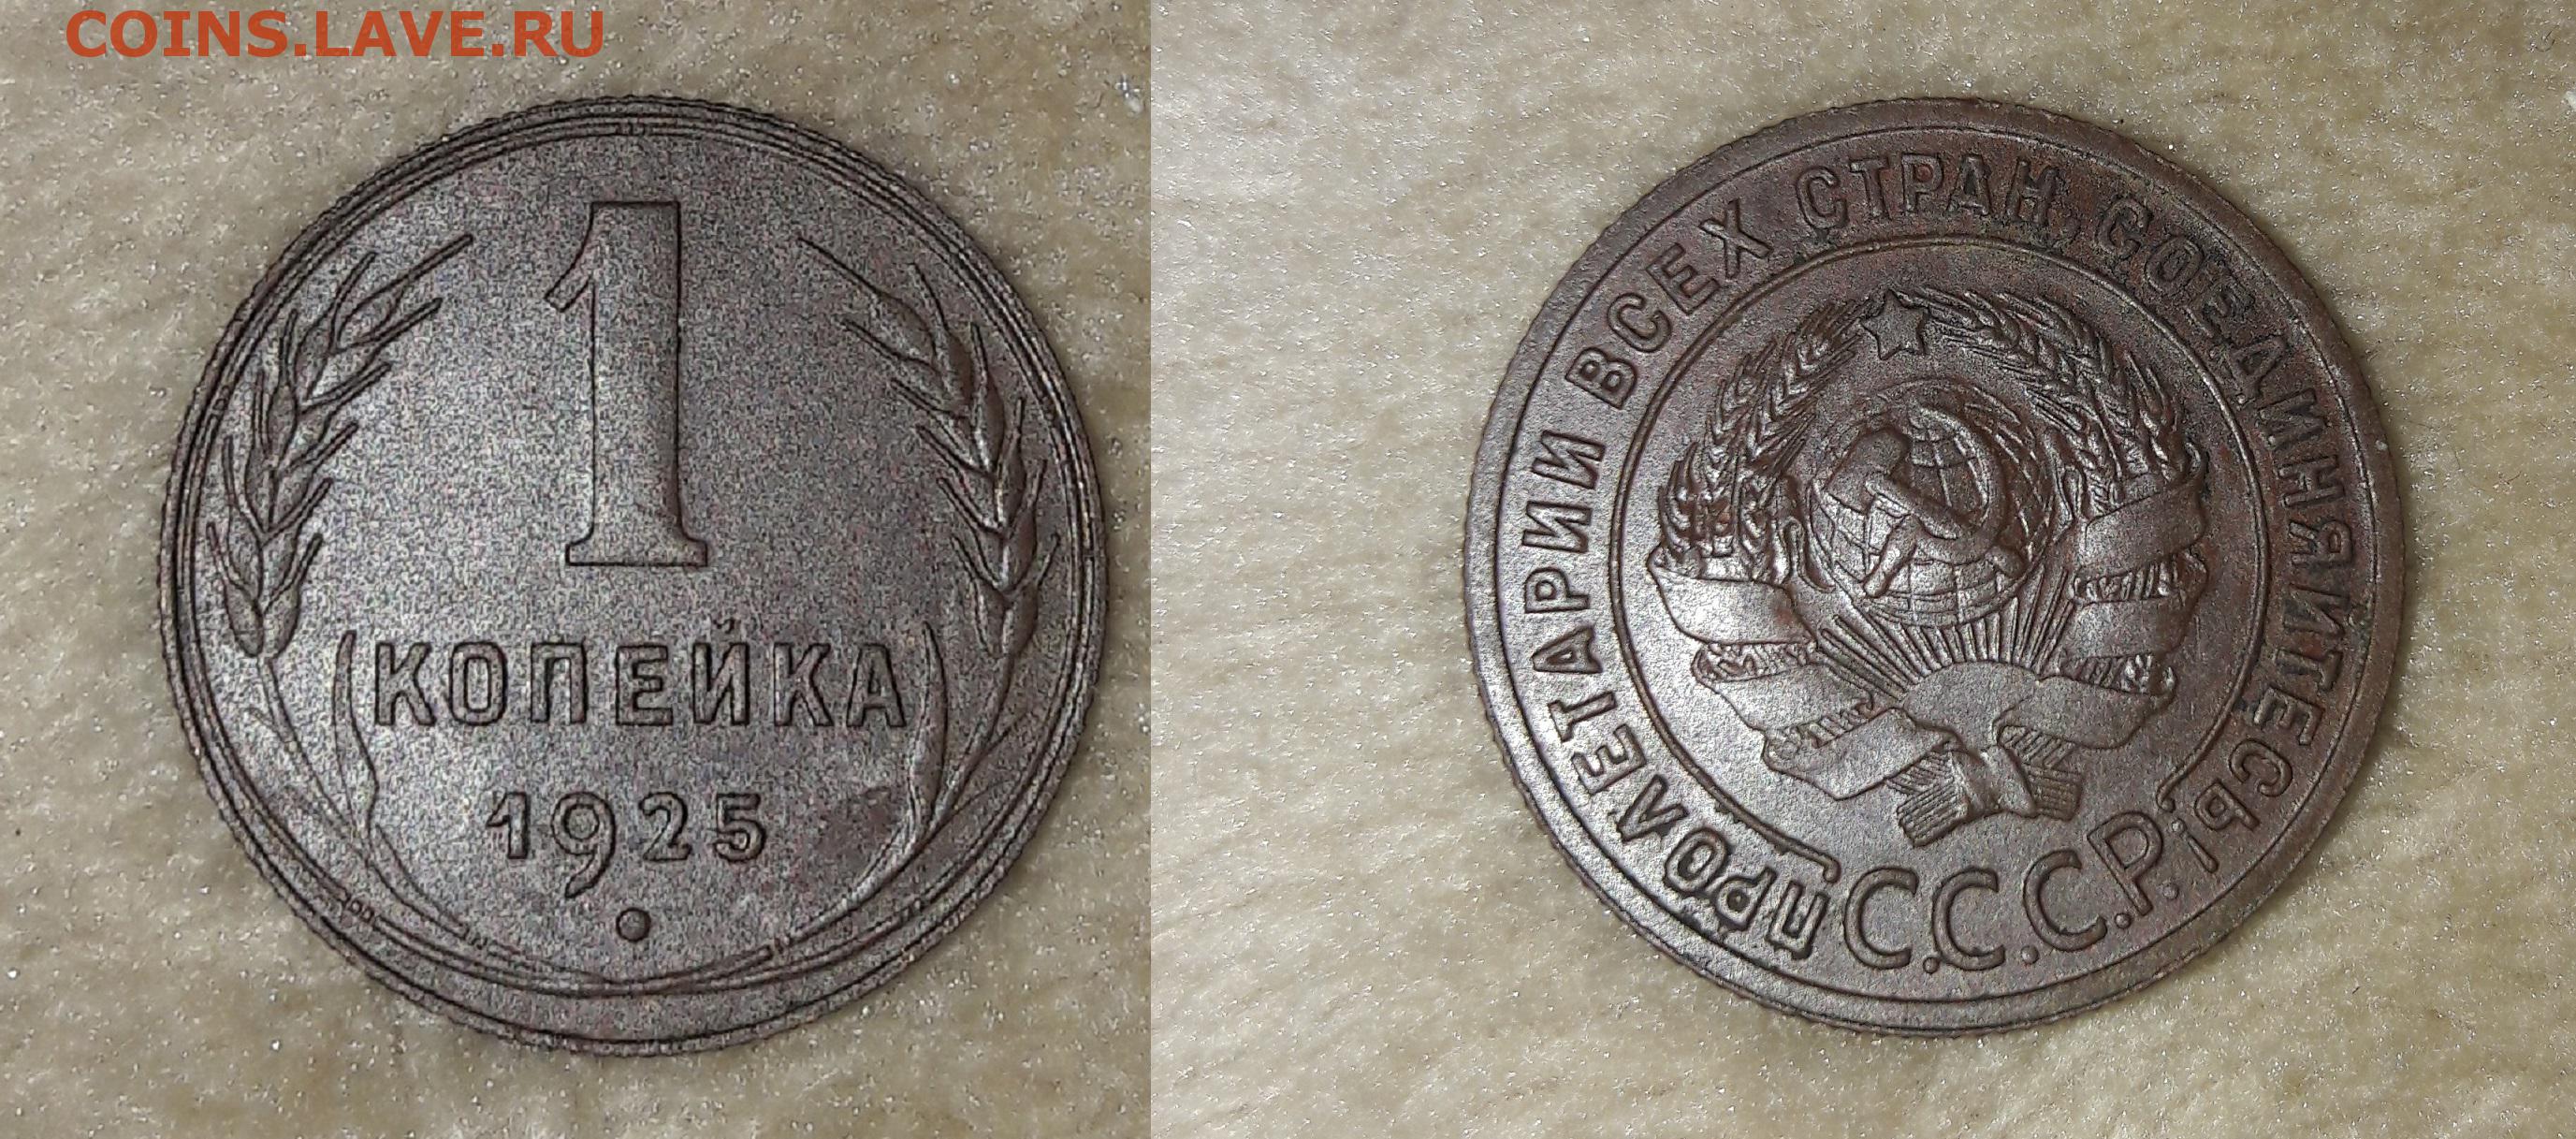 COINS.LAVE.RU
1
КОПЕЙКА
1925
ПРОЛЕТАРИИ ВСЕХ СТРАН, СОЕДИНЯЙТЕСЬ!
С.С.С.Р.